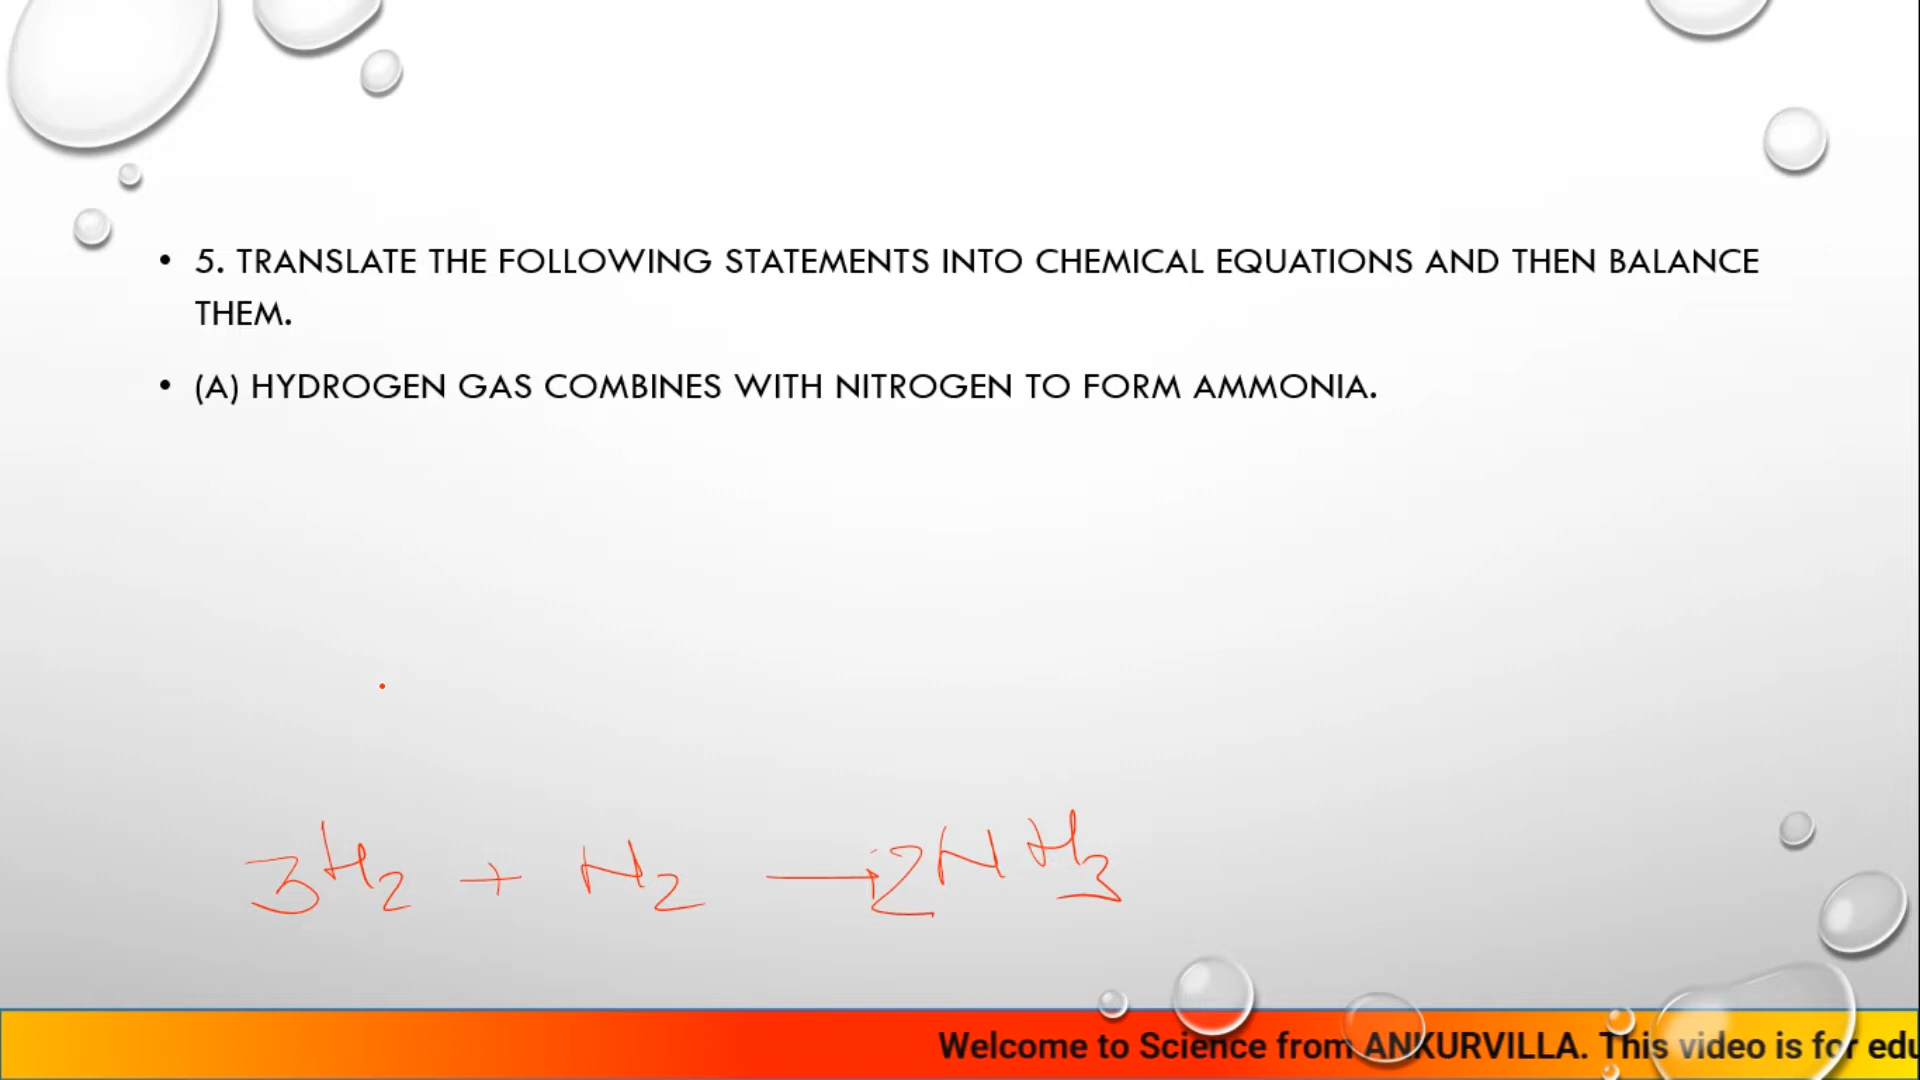 • 5. TRANSLATE THE FOLLOWING STATEMENTS INTO CHEMICAL EQUATIONS AND THEN BALANCE
THEM.
• (A) HYDROGEN GAS COMBINES WITH NITROGEN TO FORM AMMONIA.
3H₂ + N₂ → 2NH₃
Welcome to Science from ANKURVILLA. This video is for edu